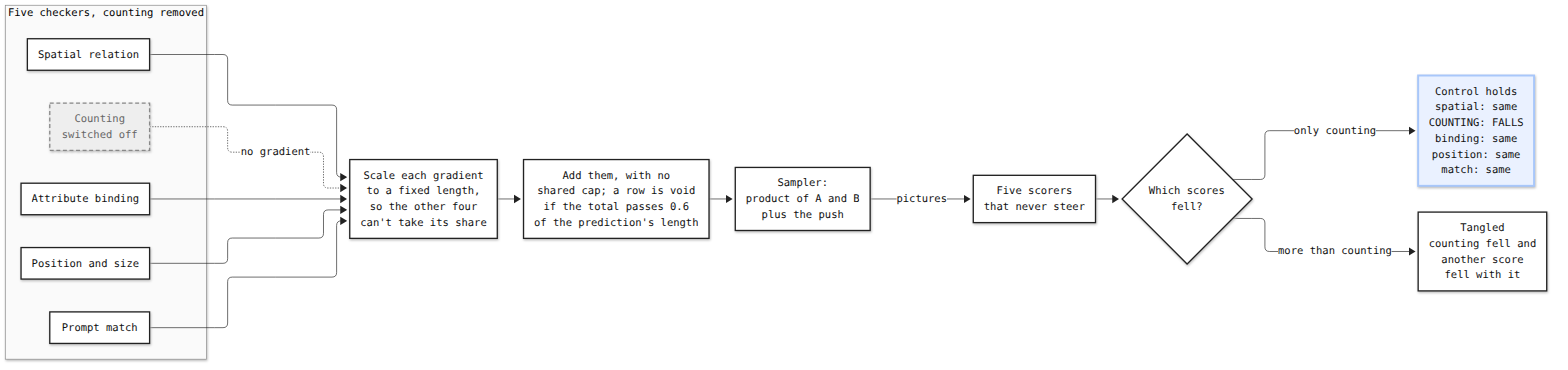 Five checkers, counting removed
Spatial relation
Counting
switched off
no gradient
Attribute binding
Position and size
Prompt match
Scale each gradient
to a fixed length,
so the other four
can't take its share
Add them, with no
shared cap; a row is void
if the total passes 0.6
of the prediction's length
Sampler:
product of A and B
plus the push
pictures
Five scorers
that never steer
Which scores
fell?
only counting
more than counting
Control holds
spatial: same
COUNTING: FALLS
binding: same
position: same
match: same
Tangled
counting fell and
another score
fell with it